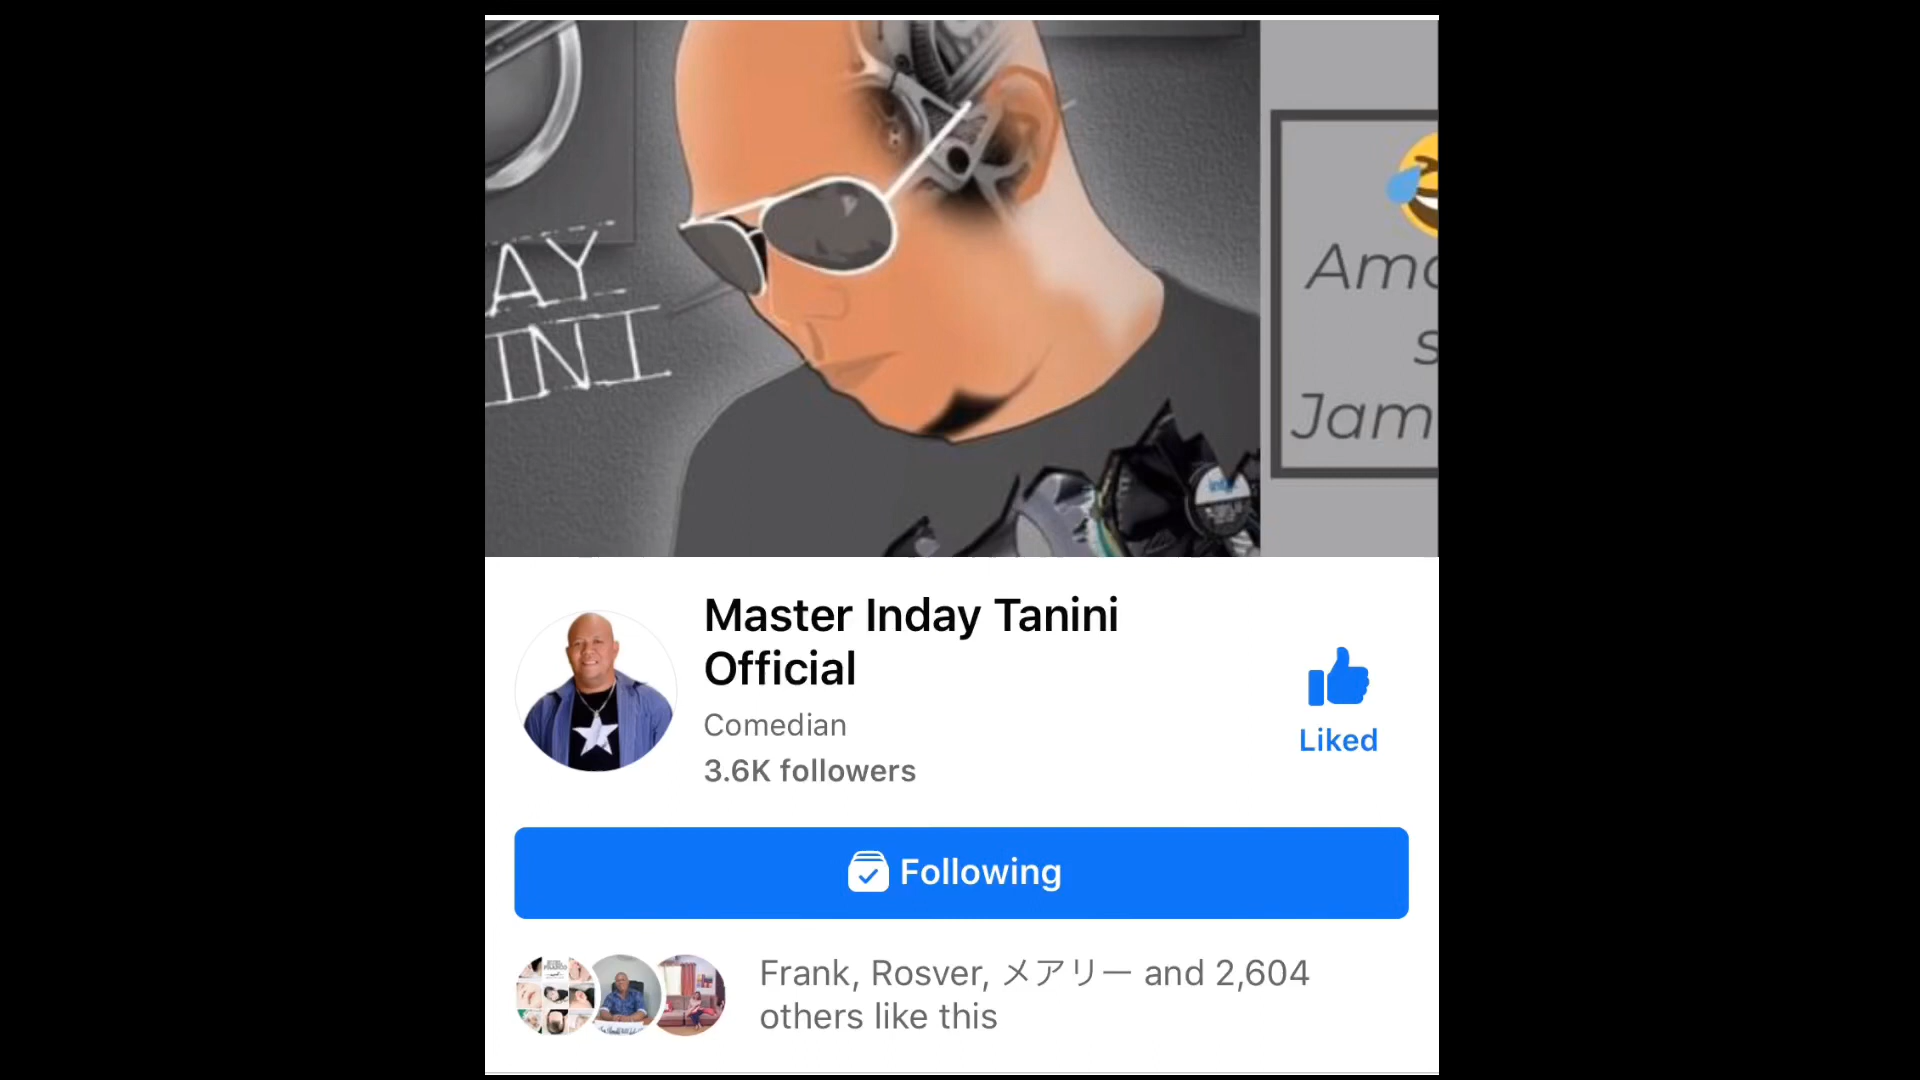 AY
INI
Am
s
Jam
Master Inday Tanini
Official
Comedian
3.6K followers
Liked
Following
Frank, Rosver, メアリー and 2,604
others like this